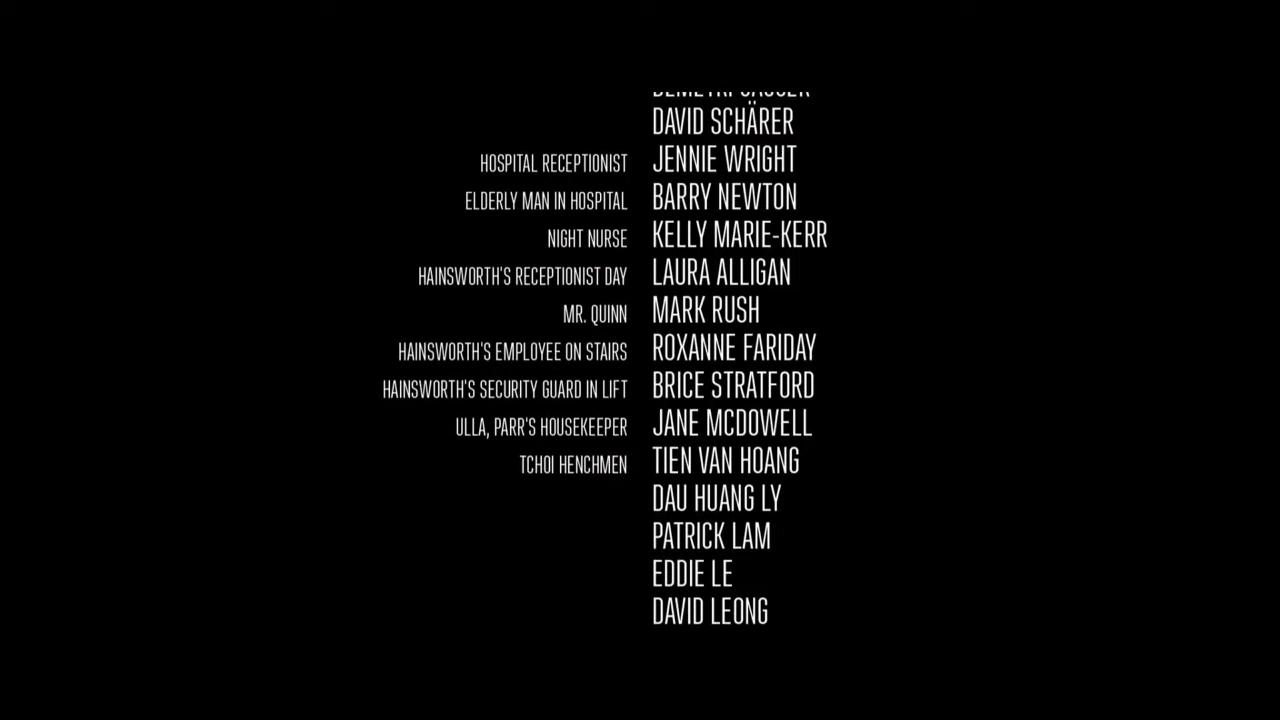 DAVID SCHÄRER
HOSPITAL RECEPTIONIST JENNIE WRIGHT
ELDERLY MAN IN HOSPITAL BARRY NEWTON
NIGHT NURSE KELLY MARIE-KERR
HAINSWORTH'S RECEPTIONIST DAY LAURA ALLIGAN
MR. QUINN MARK RUSH
HAINSWORTH'S EMPLOYEE ON STAIRS ROXANNE FARIDAY
HAINSWORTH'S SECURITY GUARD IN LIFT BRICE STRATFORD
ULLA, PARR'S HOUSEKEEPER JANE MCDOWELL
TCHOI HENCHMEN TIEN VAN HOANG
DAU HUANG LY
PATRICK LAM
EDDIE LE
DAVID LEONG